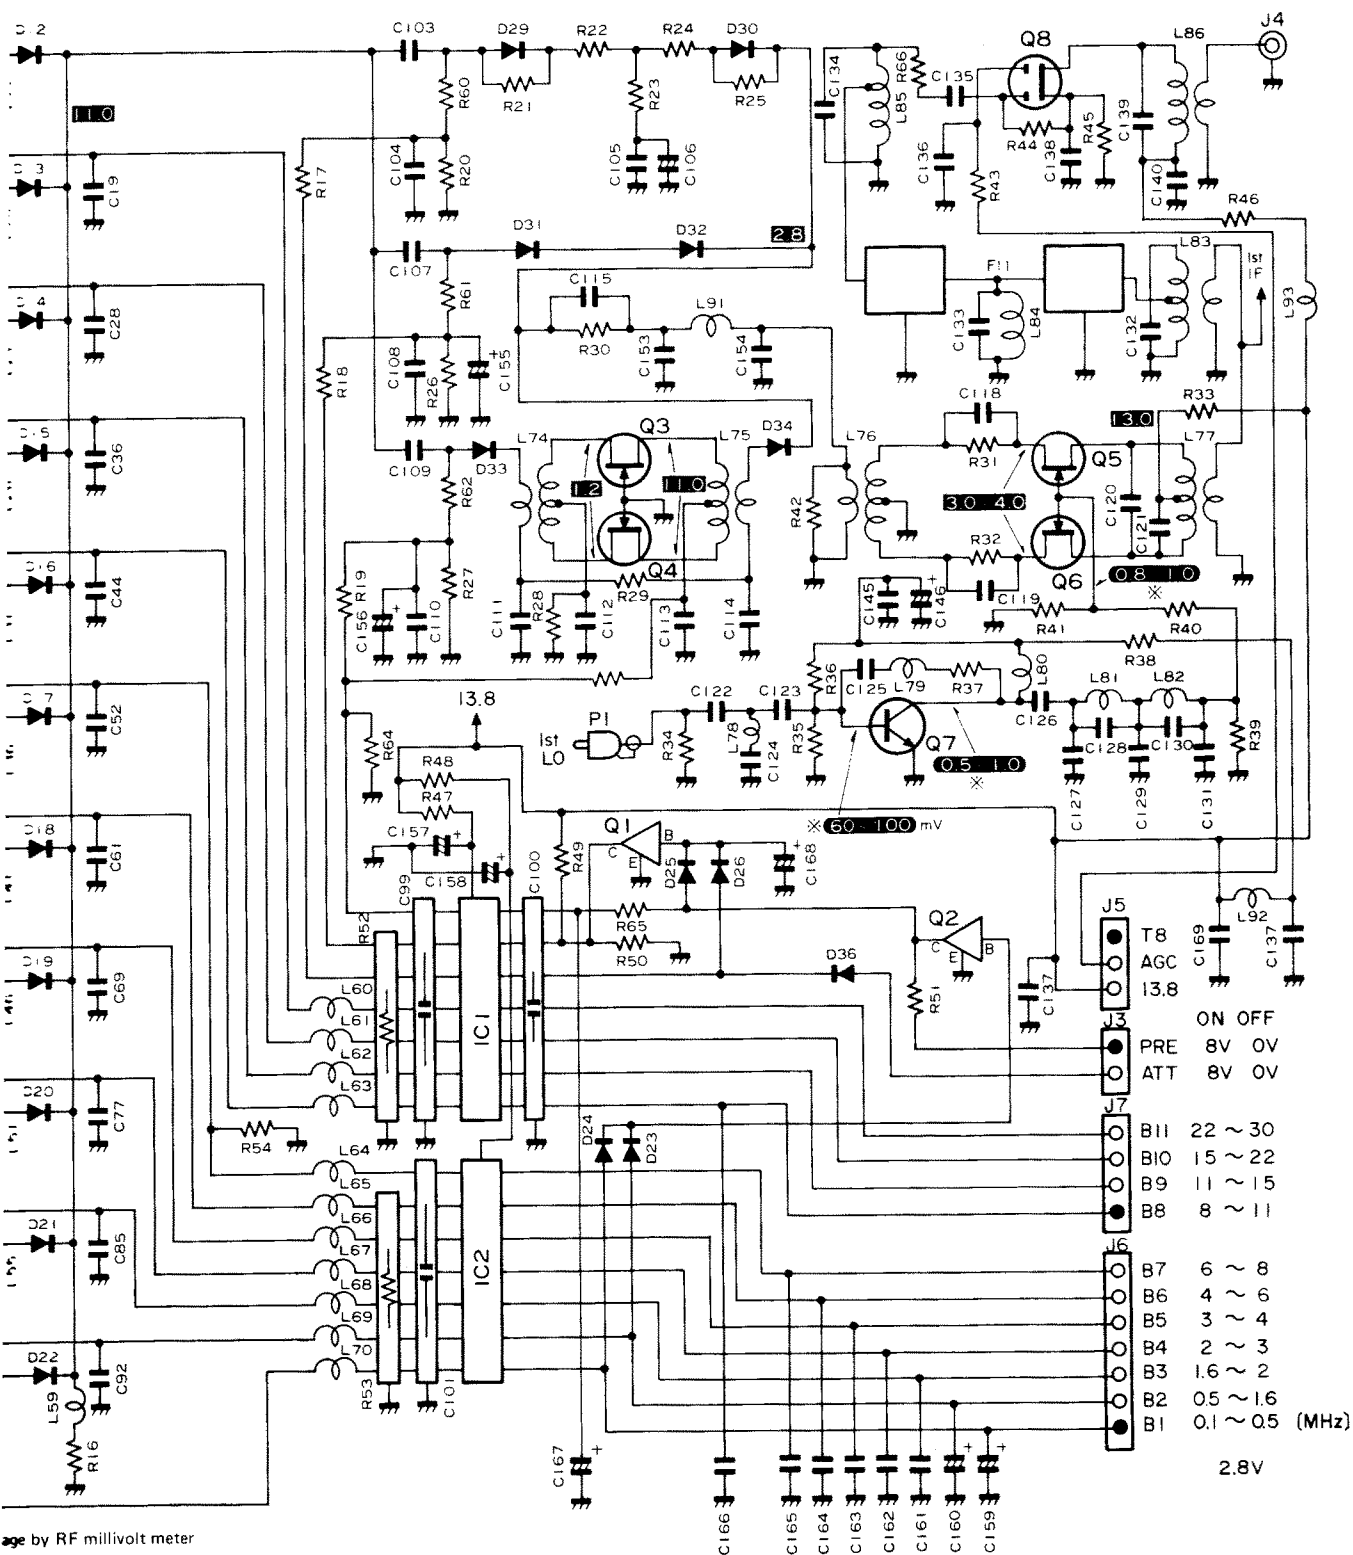 C103
D29
R22
R24
D30
J4
Q8
L86
R60
R21
R23
R25
C134
L85
R66
C135
R44
C138
R45
C139
11.0
R17
C104
R20
C105
C106
C136
R43
C140
R46
C19
D31
D32
2.8
C107
R61
C115
L91
F11
L83
1st
IF
L93
C28
R30
C153
C154
C133
L84
C132
R18
C108
R26
C155
C118
13.0
R33
C36
Q3
L74
L75
D34
L76
R31
Q5
L77
C109
D33
R62
1.2
11.0
R42
3.0 4.0
C120
C121
R32
C44
R19
R27
Q4
R29
Q6
0.8 1.0
※
C156
C110
C111
R28
C112
C113
C114
C145
C146
C119
R41
R40
R38
R36
C125
L79
R37
L80
L81
L82
C52
13.8
P1
1st
LO
C122
C123
R34
L78
C124
R35
Q7
C126
C128
C130
R39
R64
R48
R47
0.5 1.0
※
C127
C129
C131
※ 60 100 mV
C61
C157
C158
Q1
C
B
E
R49
D25
D26
C168
C99
C100
R52
R65
R50
Q2
C
B
E
L92
C169
C137
C69
D36
R51
C137
J5
T8
AGC
13.8
ON OFF
L60
L61
L62
L63
IC1
J3
PRE 8V 0V
ATT 8V 0V
D20
C77
R54
D24
D23
J7
B11 22 ~ 30
B10 15 ~ 22
B9 11 ~ 15
B8 8 ~ 11
L64
L65
L66
L67
L68
L69
L70
IC2
D21
C85
J6
B7 6 ~ 8
B6 4 ~ 6
B5 3 ~ 4
B4 2 ~ 3
B3 1.6 ~ 2
B2 0.5 ~ 1.6
B1 0.1 ~ 0.5 (MHz)
D22
L59
C92
R53
C101
R16
C167
2.8V
C166
C165
C164
C163
C162
C161
C160
C159
age by RF millivolt meter